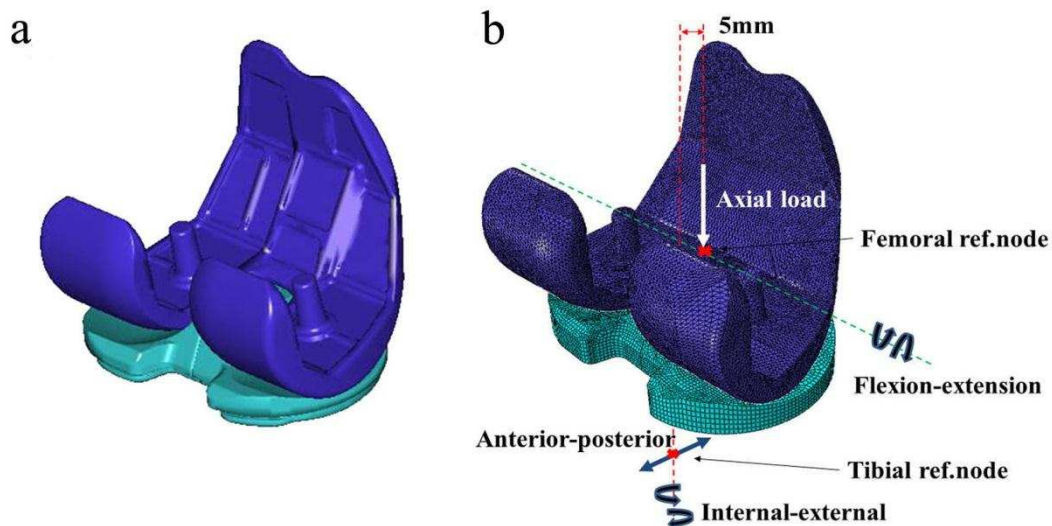 a
b
5mm
Axial load
Femoral ref.node
Flexion-extension
Anterior-posterior
Tibial ref.node
Internal-external